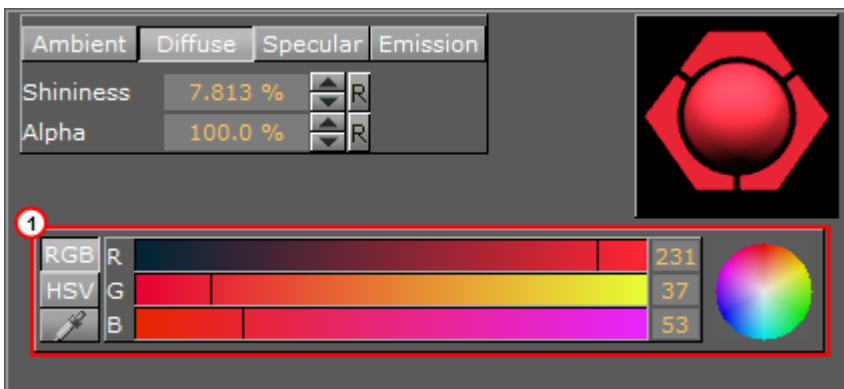 Ambient Diffuse Specular Emission
Shininess 7.813 % R
Alpha 100.0 % R
1
RGB R 231
HSV G 37
B 53